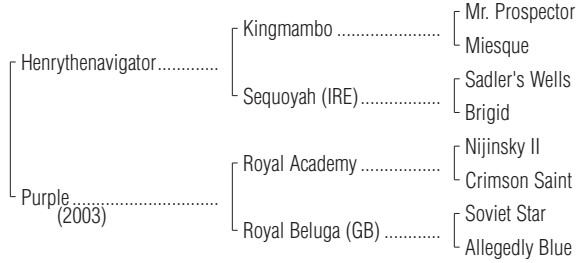 Mr. Prospector
Kingmambo ....................
Miesque
Henrythenavigator............
Sadler's Wells
Sequoyah (IRE)................
Brigid
Nijinsky II
Royal Academy ................
Crimson Saint
Purple .............................
(2003)
Soviet Star
Royal Beluga (GB) ............
Allegedly Blue